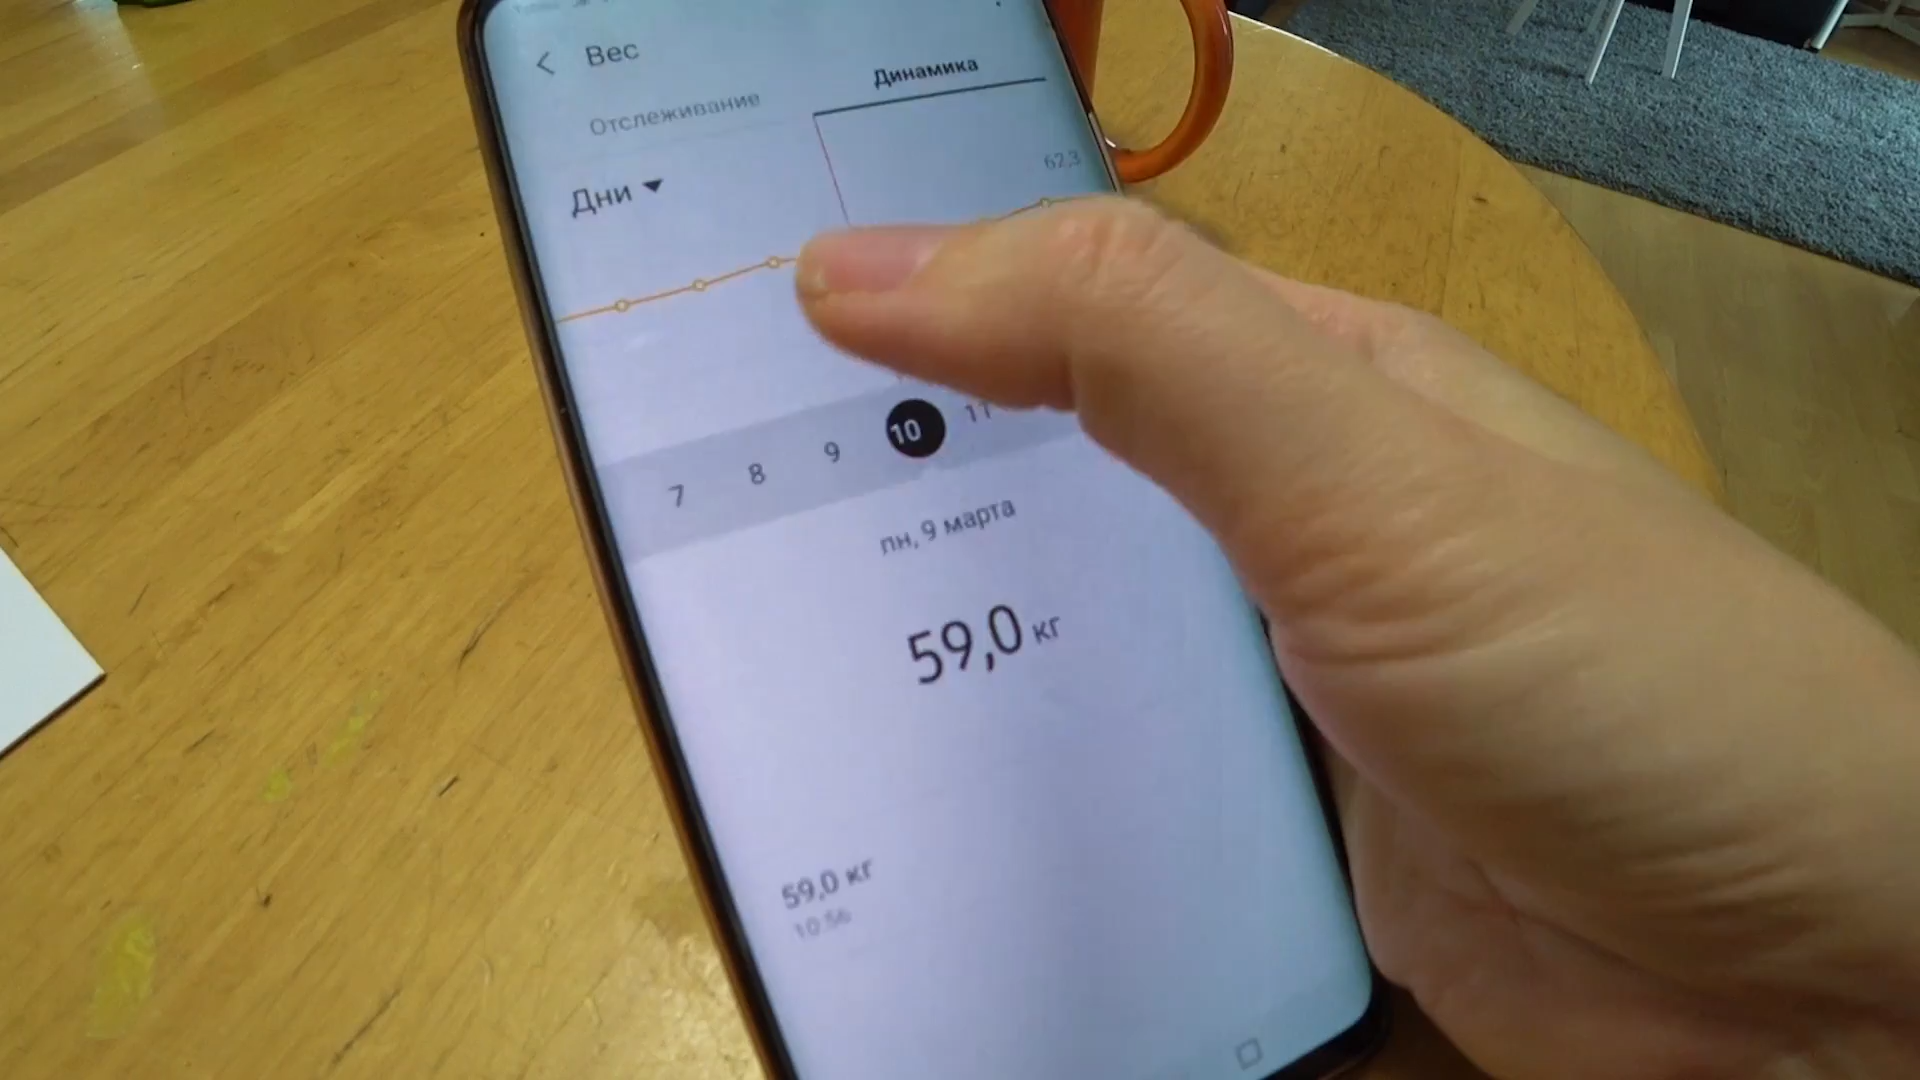 Вес
Отслеживание
Динамика
62,3
Дни
7 8 9 10 11
пн, 9 марта
59,0 кг
59,0 кг
10:56